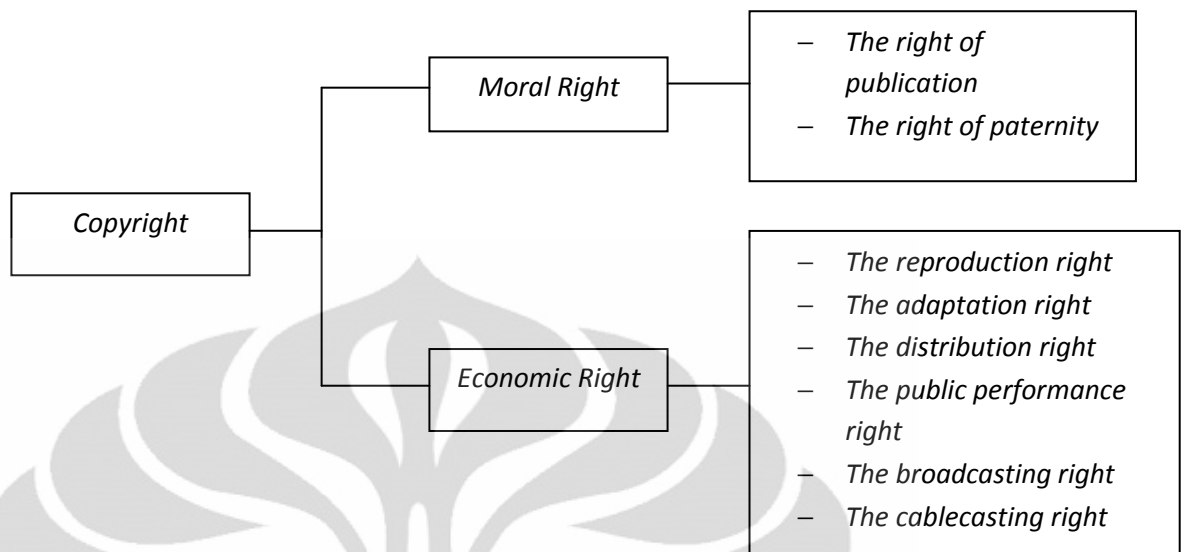 Copyright
Moral Right
– The right of
publication
– The right of paternity
Economic Right
– The reproduction right
– The adaptation right
– The distribution right
– The public performance
right
– The broadcasting right
– The cablecasting right